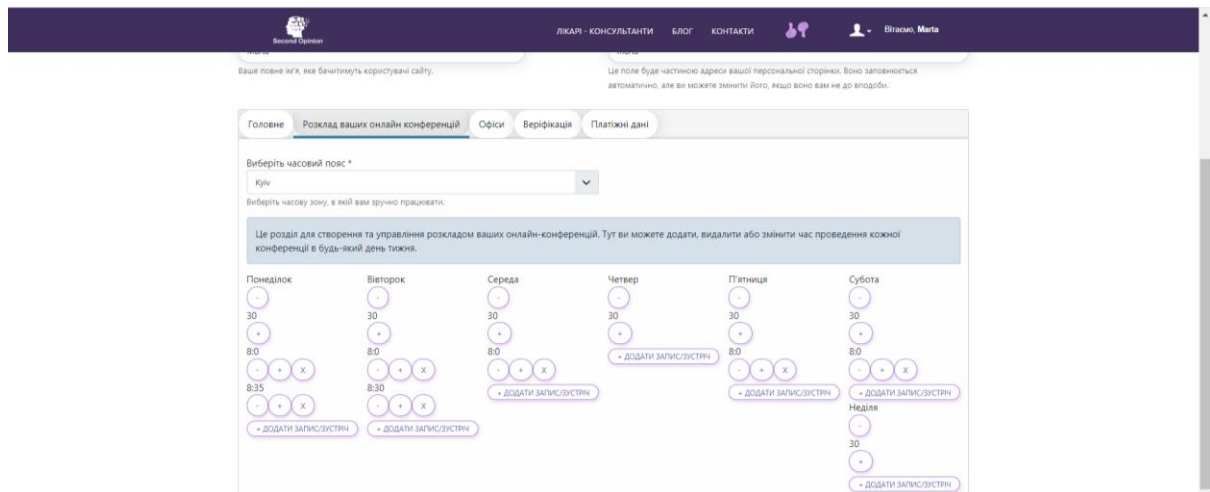 Second Opinion
ЛІКАРІ - КОНСУЛЬТАНТИ БЛОГ КОНТАКТИ Вітаємо, Marta
Ваше повне ім'я, яке бачитимуть користувачі сайту.
Це поле буде частиною адреси вашої персональної сторінки. Воно заповнюється
автоматично, але ви можете змінити його, якщо воно вам не до вподоби.
Головне Розклад ваших онлайн конференцій Офіси Веріфікація Платіжні дані
Виберіть часовий пояс *
Kyiv
Виберіть часову зону, в якій вам зручно працювати.
Це розділ для створення та управління розкладом ваших онлайн-конференцій. Тут ви можете додати, видалити або змінити час проведення кожної
конференції в будь-який день тижня.
Понеділок
-
30
+
8:0
- + X
8:35
- + X
+ ДОДАТИ ЗАПИС/ЗУСТРІЧ
Вівторок
-
30
+
8:0
- + X
8:30
- + X
+ ДОДАТИ ЗАПИС/ЗУСТРІЧ
Середа
-
30
+
8:0
- + X
+ ДОДАТИ ЗАПИС/ЗУСТРІЧ
Четвер
-
30
+
+ ДОДАТИ ЗАПИС/ЗУСТРІЧ
П'ятниця
-
30
+
8:0
- + X
+ ДОДАТИ ЗАПИС/ЗУСТРІЧ
Субота
-
30
+
8:0
- + X
+ ДОДАТИ ЗАПИС/ЗУСТРІЧ
Неділя
-
30
+
+ ДОДАТИ ЗАПИС/ЗУСТРІЧ